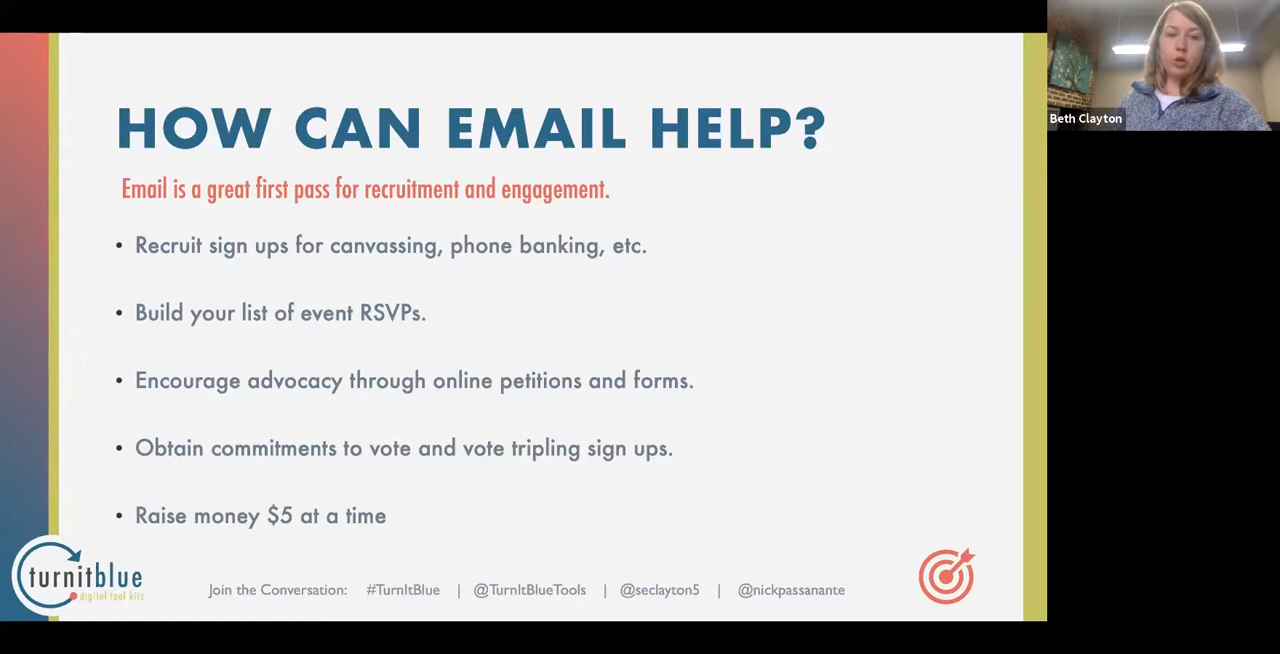 HOW CAN EMAIL HELP?
Email is a great first pass for recruitment and engagement.
• Recruit sign ups for canvassing, phone banking, etc.
• Build your list of event RSVPs.
• Encourage advocacy through online petitions and forms.
• Obtain commitments to vote and vote tripling sign ups.
• Raise money $5 at a time
turnitblue
digital tool kits
Join the Conversation: #TurnItBlue | @TurnItBlueTools | @seclayton5 | @nickpassanante
Beth Clayton